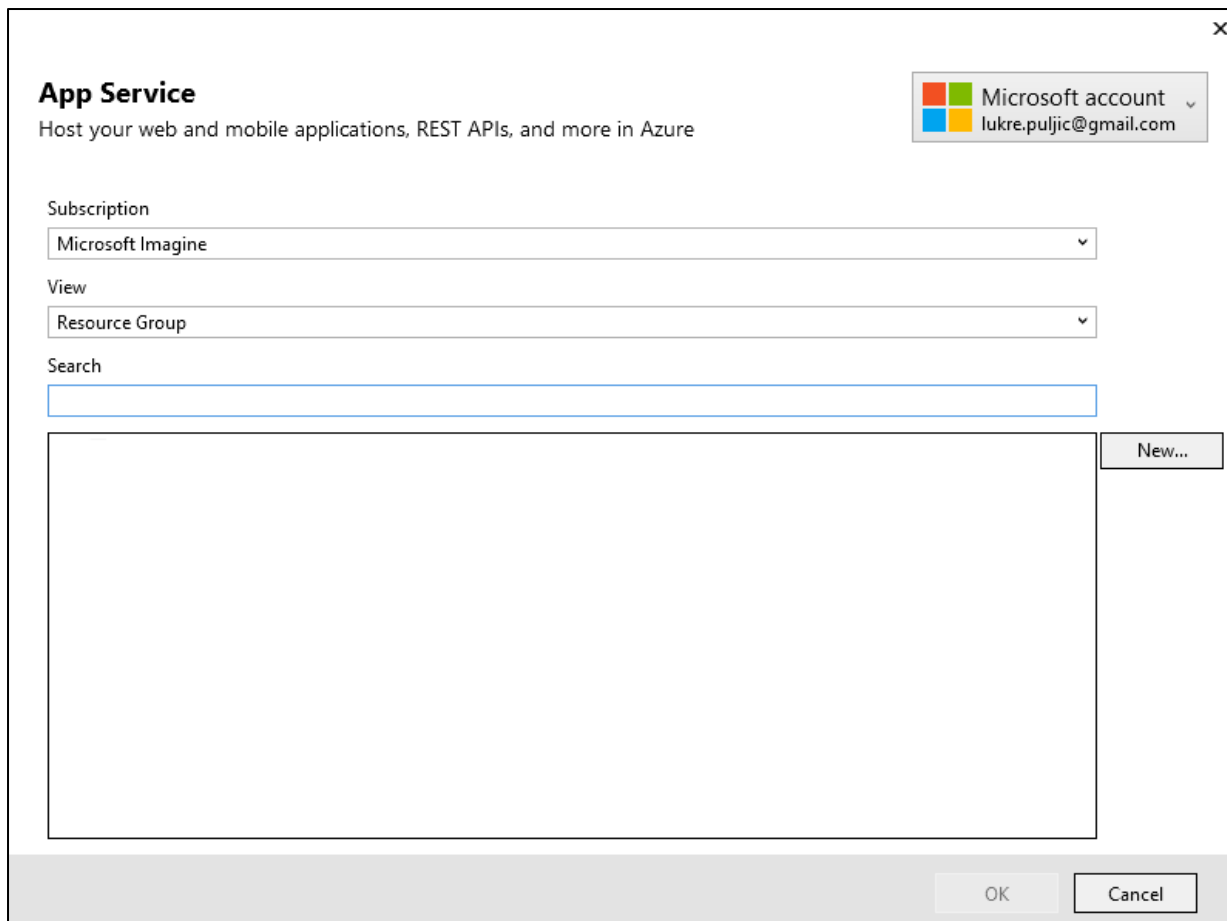 App Service
Host your web and mobile applications, REST APIs, and more in Azure
Microsoft account
lukre.puljic@gmail.com
Subscription
Microsoft Imagine
View
Resource Group
Search
New...
OK
Cancel